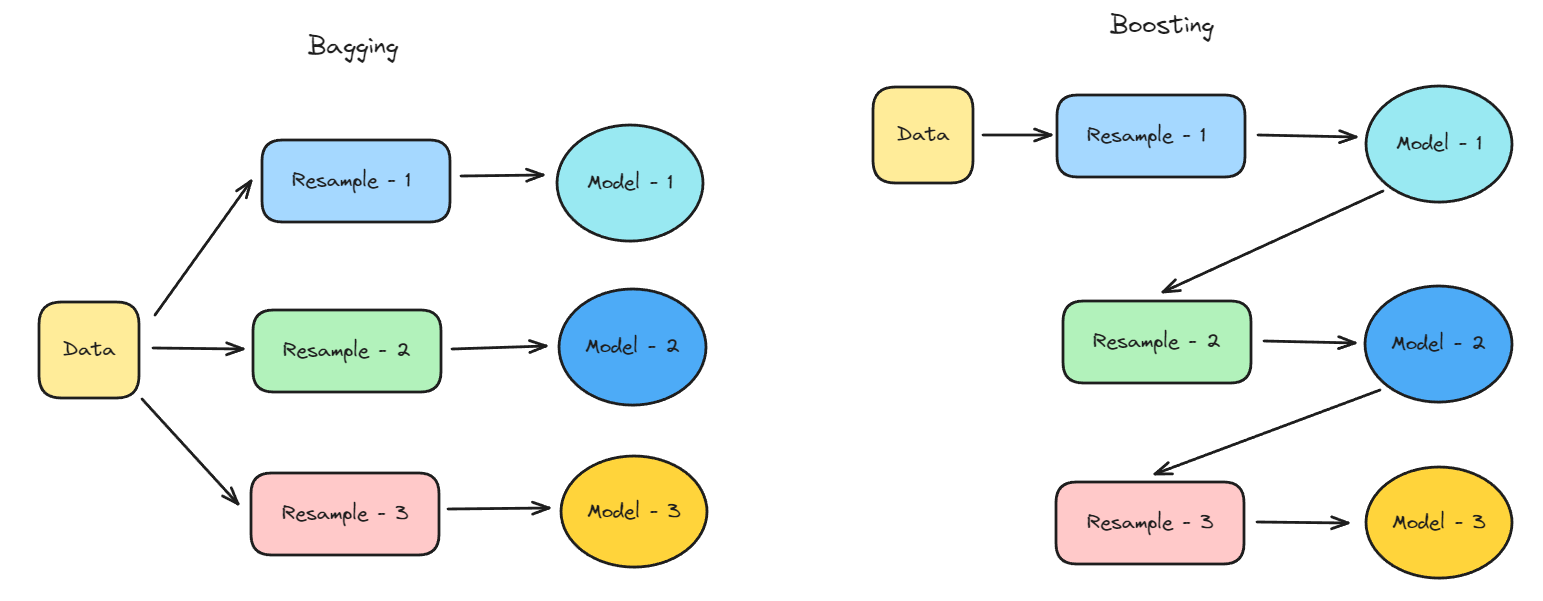 Bagging
Data
Resample - 1
Model - 1
Resample - 2
Model - 2
Resample - 3
Model - 3
Boosting
Data
Resample - 1
Model - 1
Resample - 2
Model - 2
Resample - 3
Model - 3